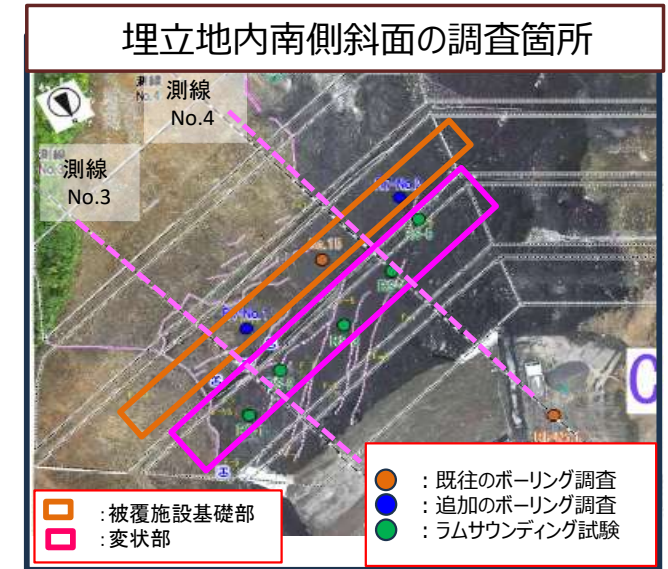 埋立地内南側斜面の調査箇所
測線
No.4
測線
No.3
C
:被覆施設基礎部
:変状部
:既往のボーリング調査
:追加のボーリング調査
:ラムサウンディング試験